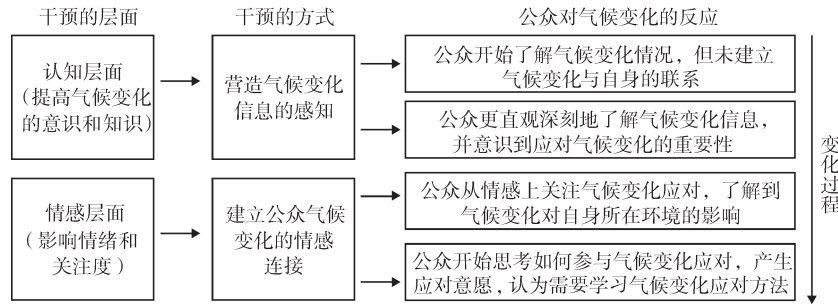 干预的层面
干预的方式
公众对气候变化的反应
认知层面
（提高气候变化
的意识和知识）
营造气候变化
信息的感知
公众开始了解气候变化情况，但未建立
气候变化与自身的联系
公众更直观深刻地了解气候变化信息，
并意识到应对气候变化的重要性
情感层面
（影响情绪和
关注度）
建立公众气候
变化的情感
连接
公众从情感上关注气候变化应对，了解到
气候变化对自身所在环境的影响
公众开始思考如何参与气候变化应对，产生
应对意愿，认为需要学习气候变化应对方法
变化过程